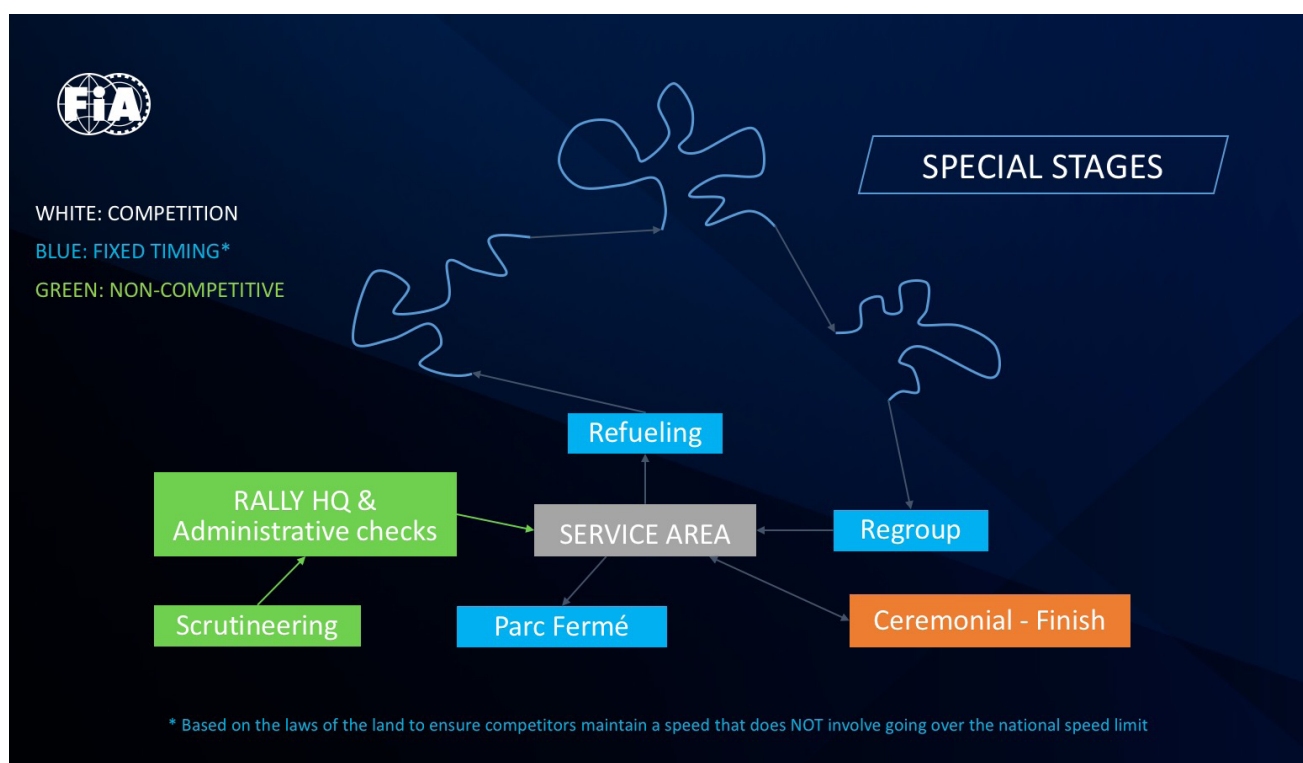 FiA
SPECIAL STAGES
WHITE: COMPETITION
BLUE: FIXED TIMING*
GREEN: NON-COMPETITIVE
Refueling
RALLY HQ &
Administrative checks
SERVICE AREA
Regroup
Scrutineering
Parc Fermé
Ceremonial - Finish
* Based on the laws of the land to ensure competitors maintain a speed that does NOT involve going over the national speed limit